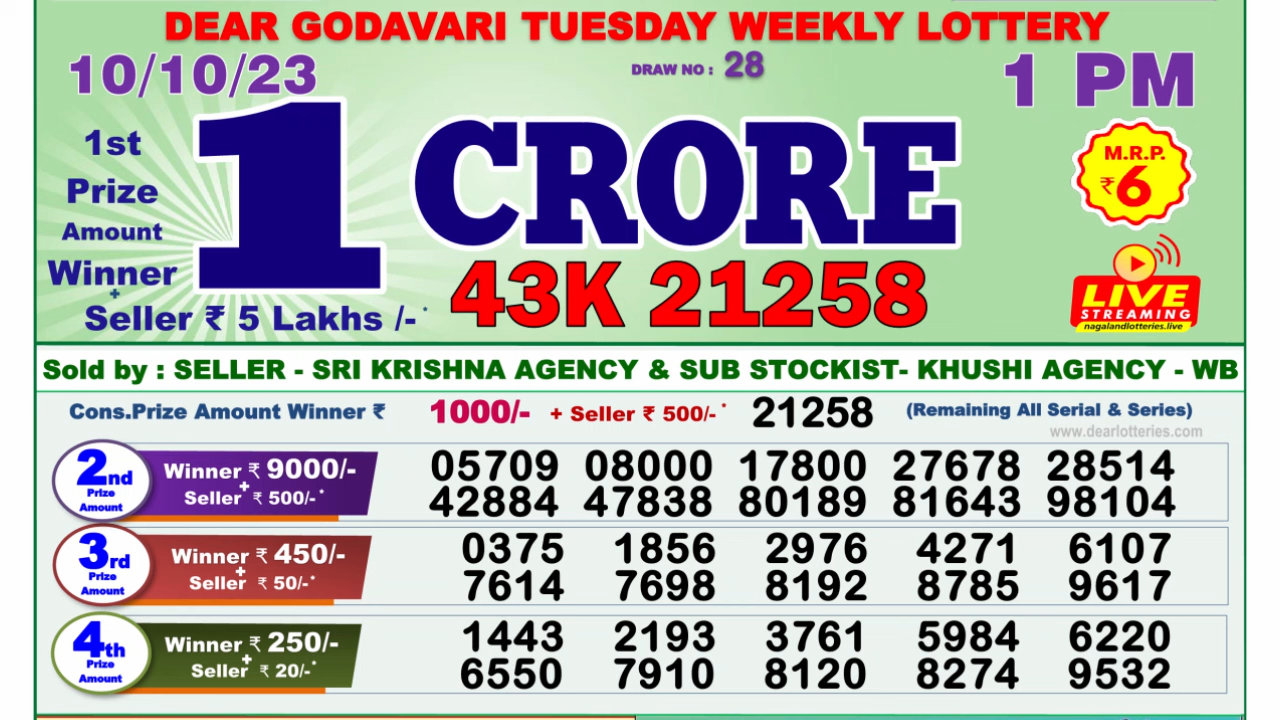 DEAR GODAVARI TUESDAY WEEKLY LOTTERY
10/10/23
DRAW NO : 28
1 PM
1st
Prize
Amount
Winner
+
Seller ₹ 5 Lakhs /- *
1 CRORE
43K 21258
M.R.P.
₹6
LIVE
STREAMING
nagalandlotteries.live
Sold by : SELLER - SRI KRISHNA AGENCY & SUB STOCKIST- KHUSHI AGENCY - WB
Cons.Prize Amount Winner ₹ 1000/- + Seller ₹ 500/- * 21258 (Remaining All Serial & Series)
www.dearlotteries.com
2nd
Prize
Amount
Winner ₹ 9000/-
+
Seller ₹ 500/- *
05709 08000 17800 27678 28514
42884 47838 80189 81643 98104
3rd
Prize
Amount
Winner ₹ 450/-
+
Seller ₹ 50/- *
0375 1856 2976 4271 6107
7614 7698 8192 8785 9617
4th
Prize
Amount
Winner ₹ 250/-
+
Seller ₹ 20/- *
1443 2193 3761 5984 6220
6550 7910 8120 8274 9532